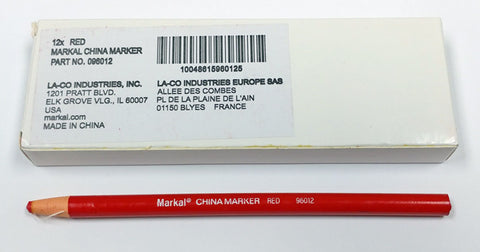 12x RED
MARKAL CHINA MARKER
PART NO. 096012
10048615960125
LA-CO INDUSTRIES, INC.
1201 PRATT BLVD.
ELK GROVE VLG., IL 60007
USA
markal.com
MADE IN CHINA
LA-CO INDUSTRIES EUROPE SAS
ALLEE DES COMBES
PL DE LA PLAINE DE L'AIN
01150 BLYES FRANCE
Markal® CHINA MARKER RED 96012